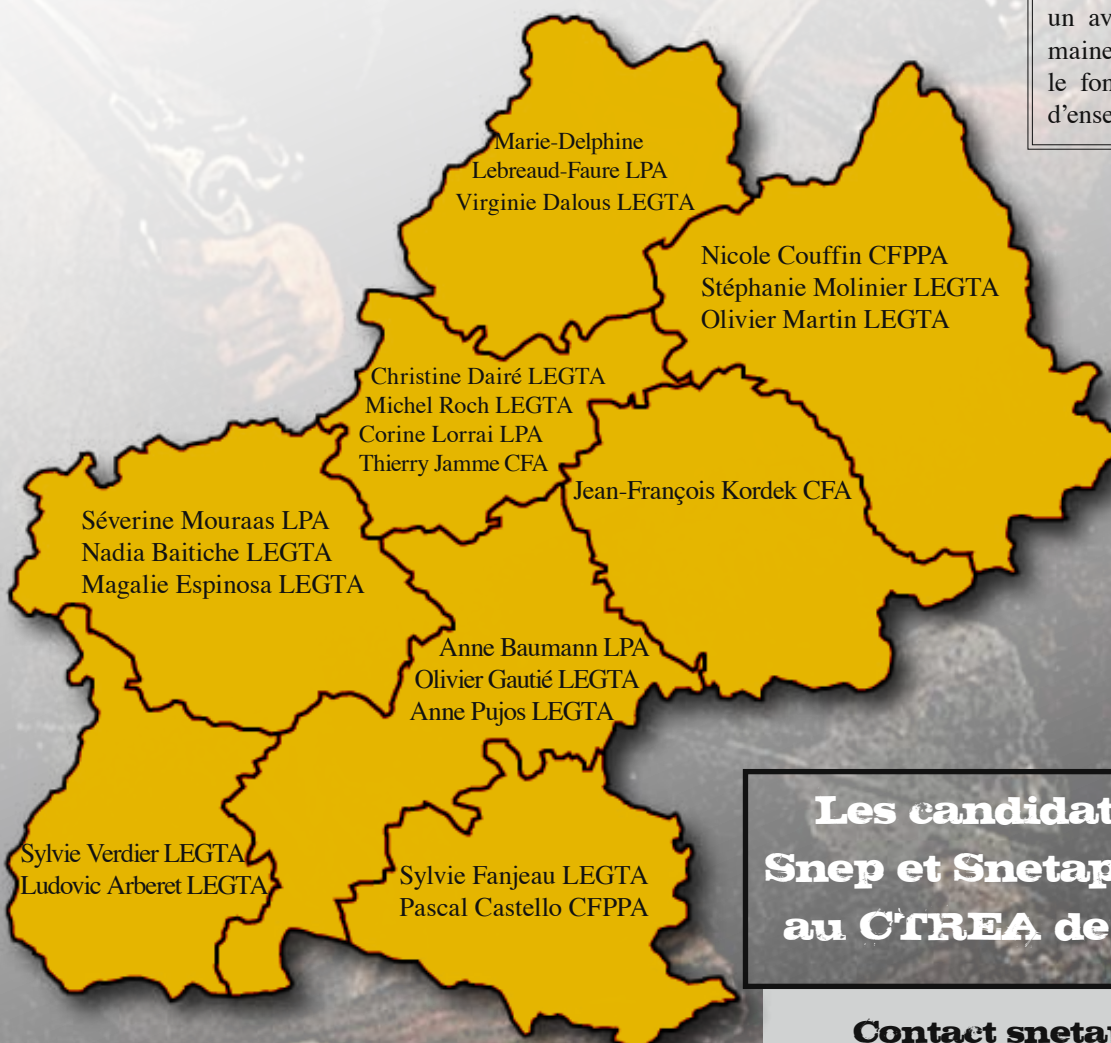 un av
maine
le fon
d'ense
Marie-Delphine
Lebreaud-Faure LPA
Virginie Dalous LEGTA
Nicole Couffin CFPPA
Stéphanie Molinier LEGTA
Olivier Martin LEGTA
Christine Dairé LEGTA
Michel Roch LEGTA
Corine Lorrai LPA
Thierry Jamme CFA
Jean-François Kordek CFA
Séverine Mouraas LPA
Nadia Baitiche LEGTA
Magalie Espinosa LEGTA
Anne Baumann LPA
Olivier Gautié LEGTA
Anne Pujos LEGTA
Sylvie Verdier LEGTA
Ludovic Arberet LEGTA
Sylvie Fanjeau LEGTA
Pascal Castello CFPPA
Les candidat
Snep et Snetap
au CTREA de
Contact sneta